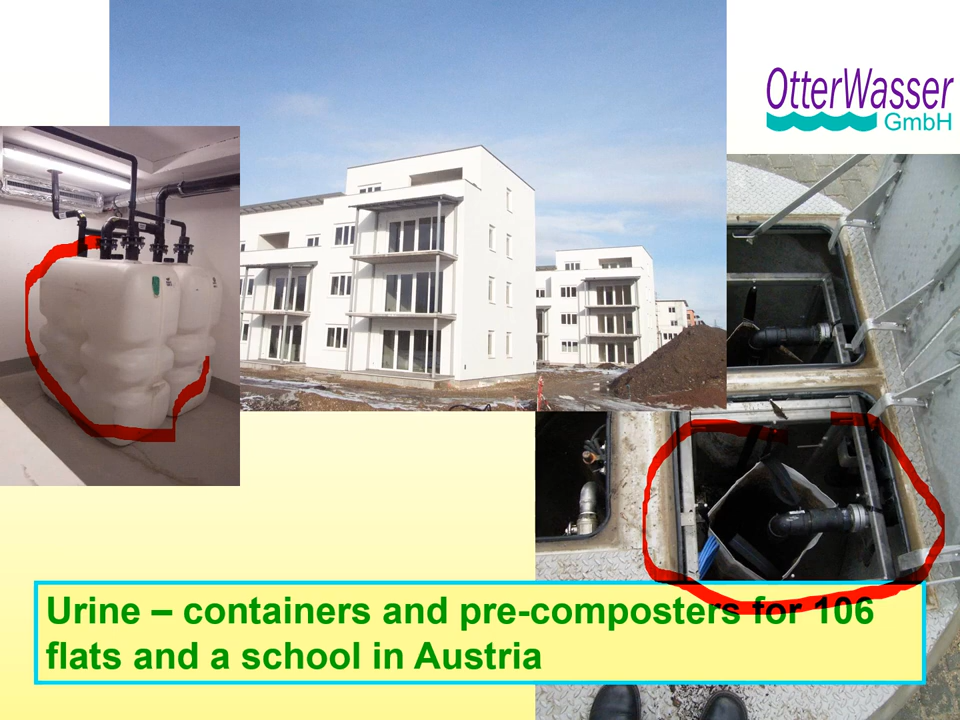 OtterWasser
GmbH
Urine – containers and pre-composters for 106
flats and a school in Austria